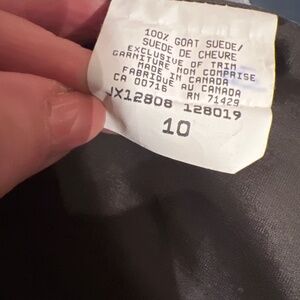 100% GOAT SUEDE/
SUEDE DE CHEVRE
EXCLUSIVE OF TRIM
GARNITURE NON COMPRISE
MADE IN CANADA
FABRIQUE AU CANADA
CA 00716 RN 71429
JX12808 128019
10